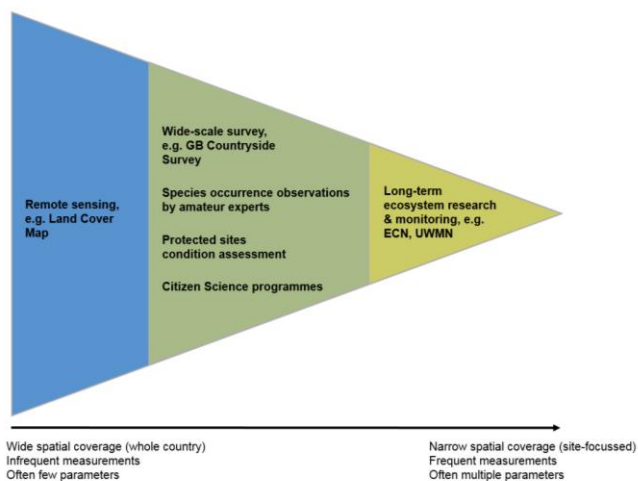 Remote sensing,
e.g. Land Cover
Map
Wide-scale survey,
e.g. GB Countryside
Survey
Species occurrence observations
by amateur experts
Protected sites
condition assessment
Citizen Science programmes
Long-term
ecosystem research
& monitoring, e.g.
ECN, UWMN
Wide spatial coverage (whole country)
Infrequent measurements
Often few parameters
Narrow spatial coverage (site-focussed)
Frequent measurements
Often multiple parameters